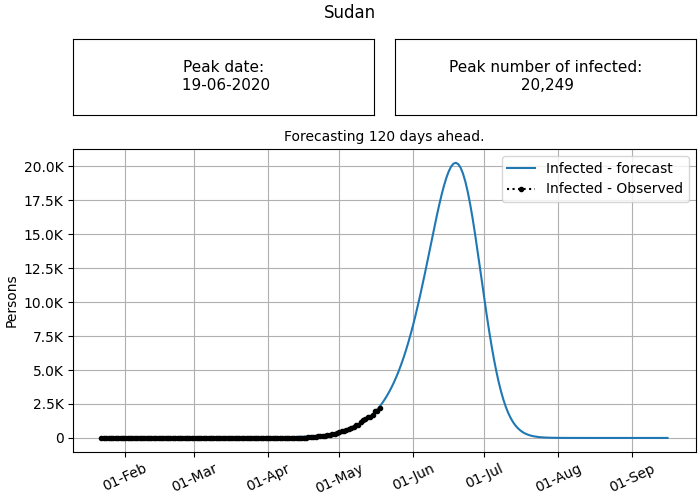 Sudan
Peak date:
19-06-2020
Peak number of infected:
20,249
Forecasting 120 days ahead.
Infected - forecast
Infected - Observed
Persons
20.0K
17.5K
15.0K
12.5K
10.0K
7.5K
5.0K
2.5K
0
01-Feb
01-Mar
01-Apr
01-May
01-Jun
01-Jul
01-Aug
01-Sep